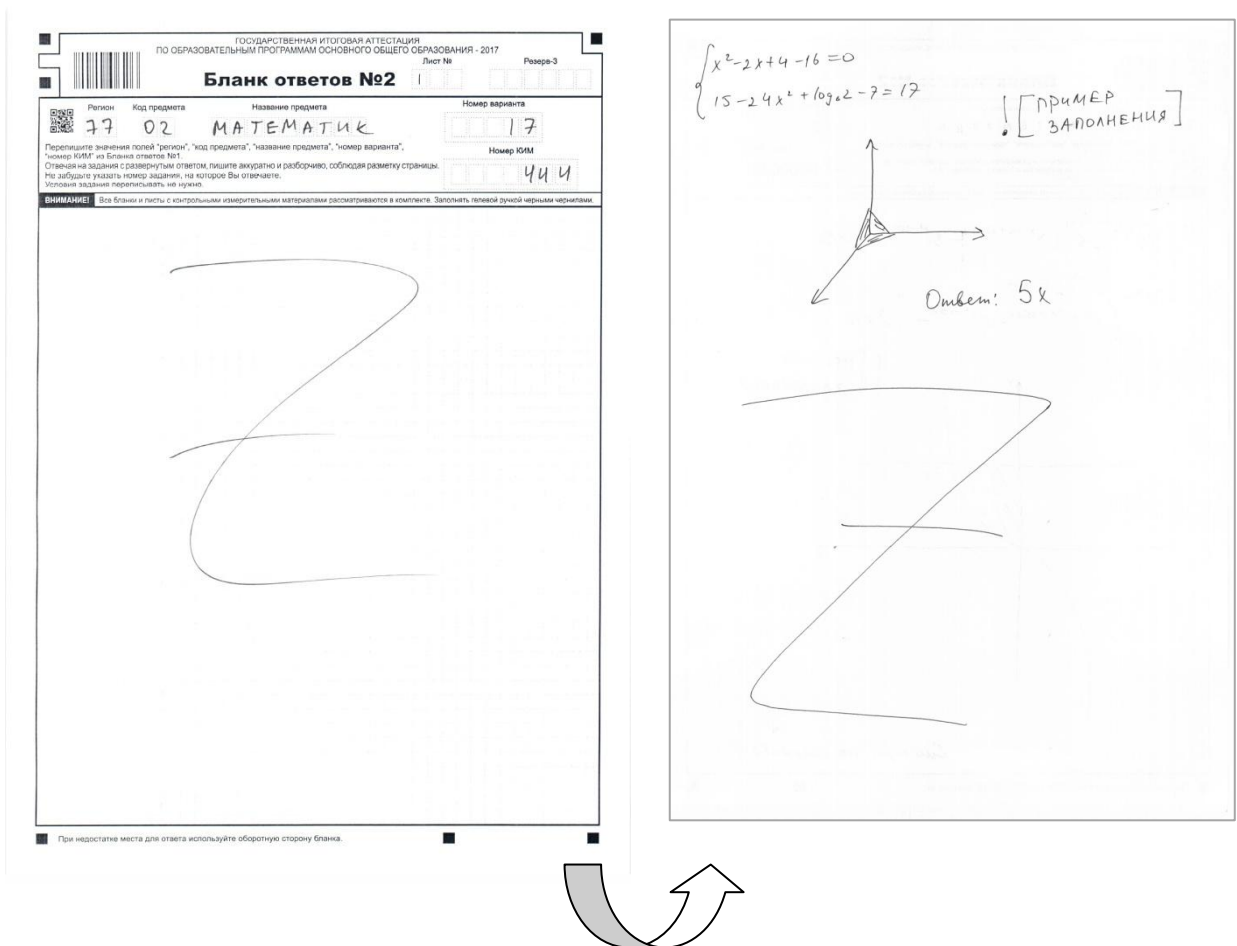 ГОСУДАРСТВЕННАЯ ИТОГОВАЯ АТТЕСТАЦИЯ
ПО ОБРАЗОВАТЕЛЬНЫМ ПРОГРАММАМ ОСНОВНОГО ОБЩЕГО ОБРАЗОВАНИЯ - 2017
Лист № Резерв-3
Бланк ответов №2 1
Регион Код предмета Название предмета Номер варианта
77 02 МАТЕМАТИК 17
Перепишите значения полей "регион", "код предмета", "название предмета", "номер варианта",
"номер КИМ" из Бланка ответов №1.
Номер КИМ
Отвечая на задания с развернутым ответом, пишите аккуратно и разборчиво, соблюдая разметку страницы.
Не забудьте указать номер задания, на которое Вы отвечаете.
444
Условия задания переписывать не нужно.
ВНИМАНИЕ! Все бланки и листы с контрольными измерительными материалами рассматриваются в комплекте. Заполнять гелевой ручкой черными чернилами.
Z
При недостатке места для ответа используйте оборотную сторону бланка.
x²-2x+4-16=0
15-24x²+log₆2-7=17
! [ПРИМЕР
ЗАПОЛНЕНИЯ]
Ответ: 5x
Z